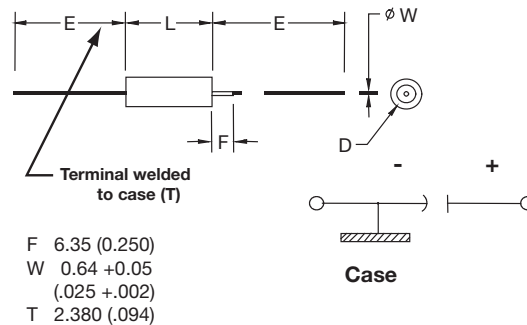 E L E ø W
F
D
Terminal welded
to case (T)
- +
Case
F 6.35 (0.250)
W 0.64 +0.05
(.025 +.002)
T 2.380 (.094)